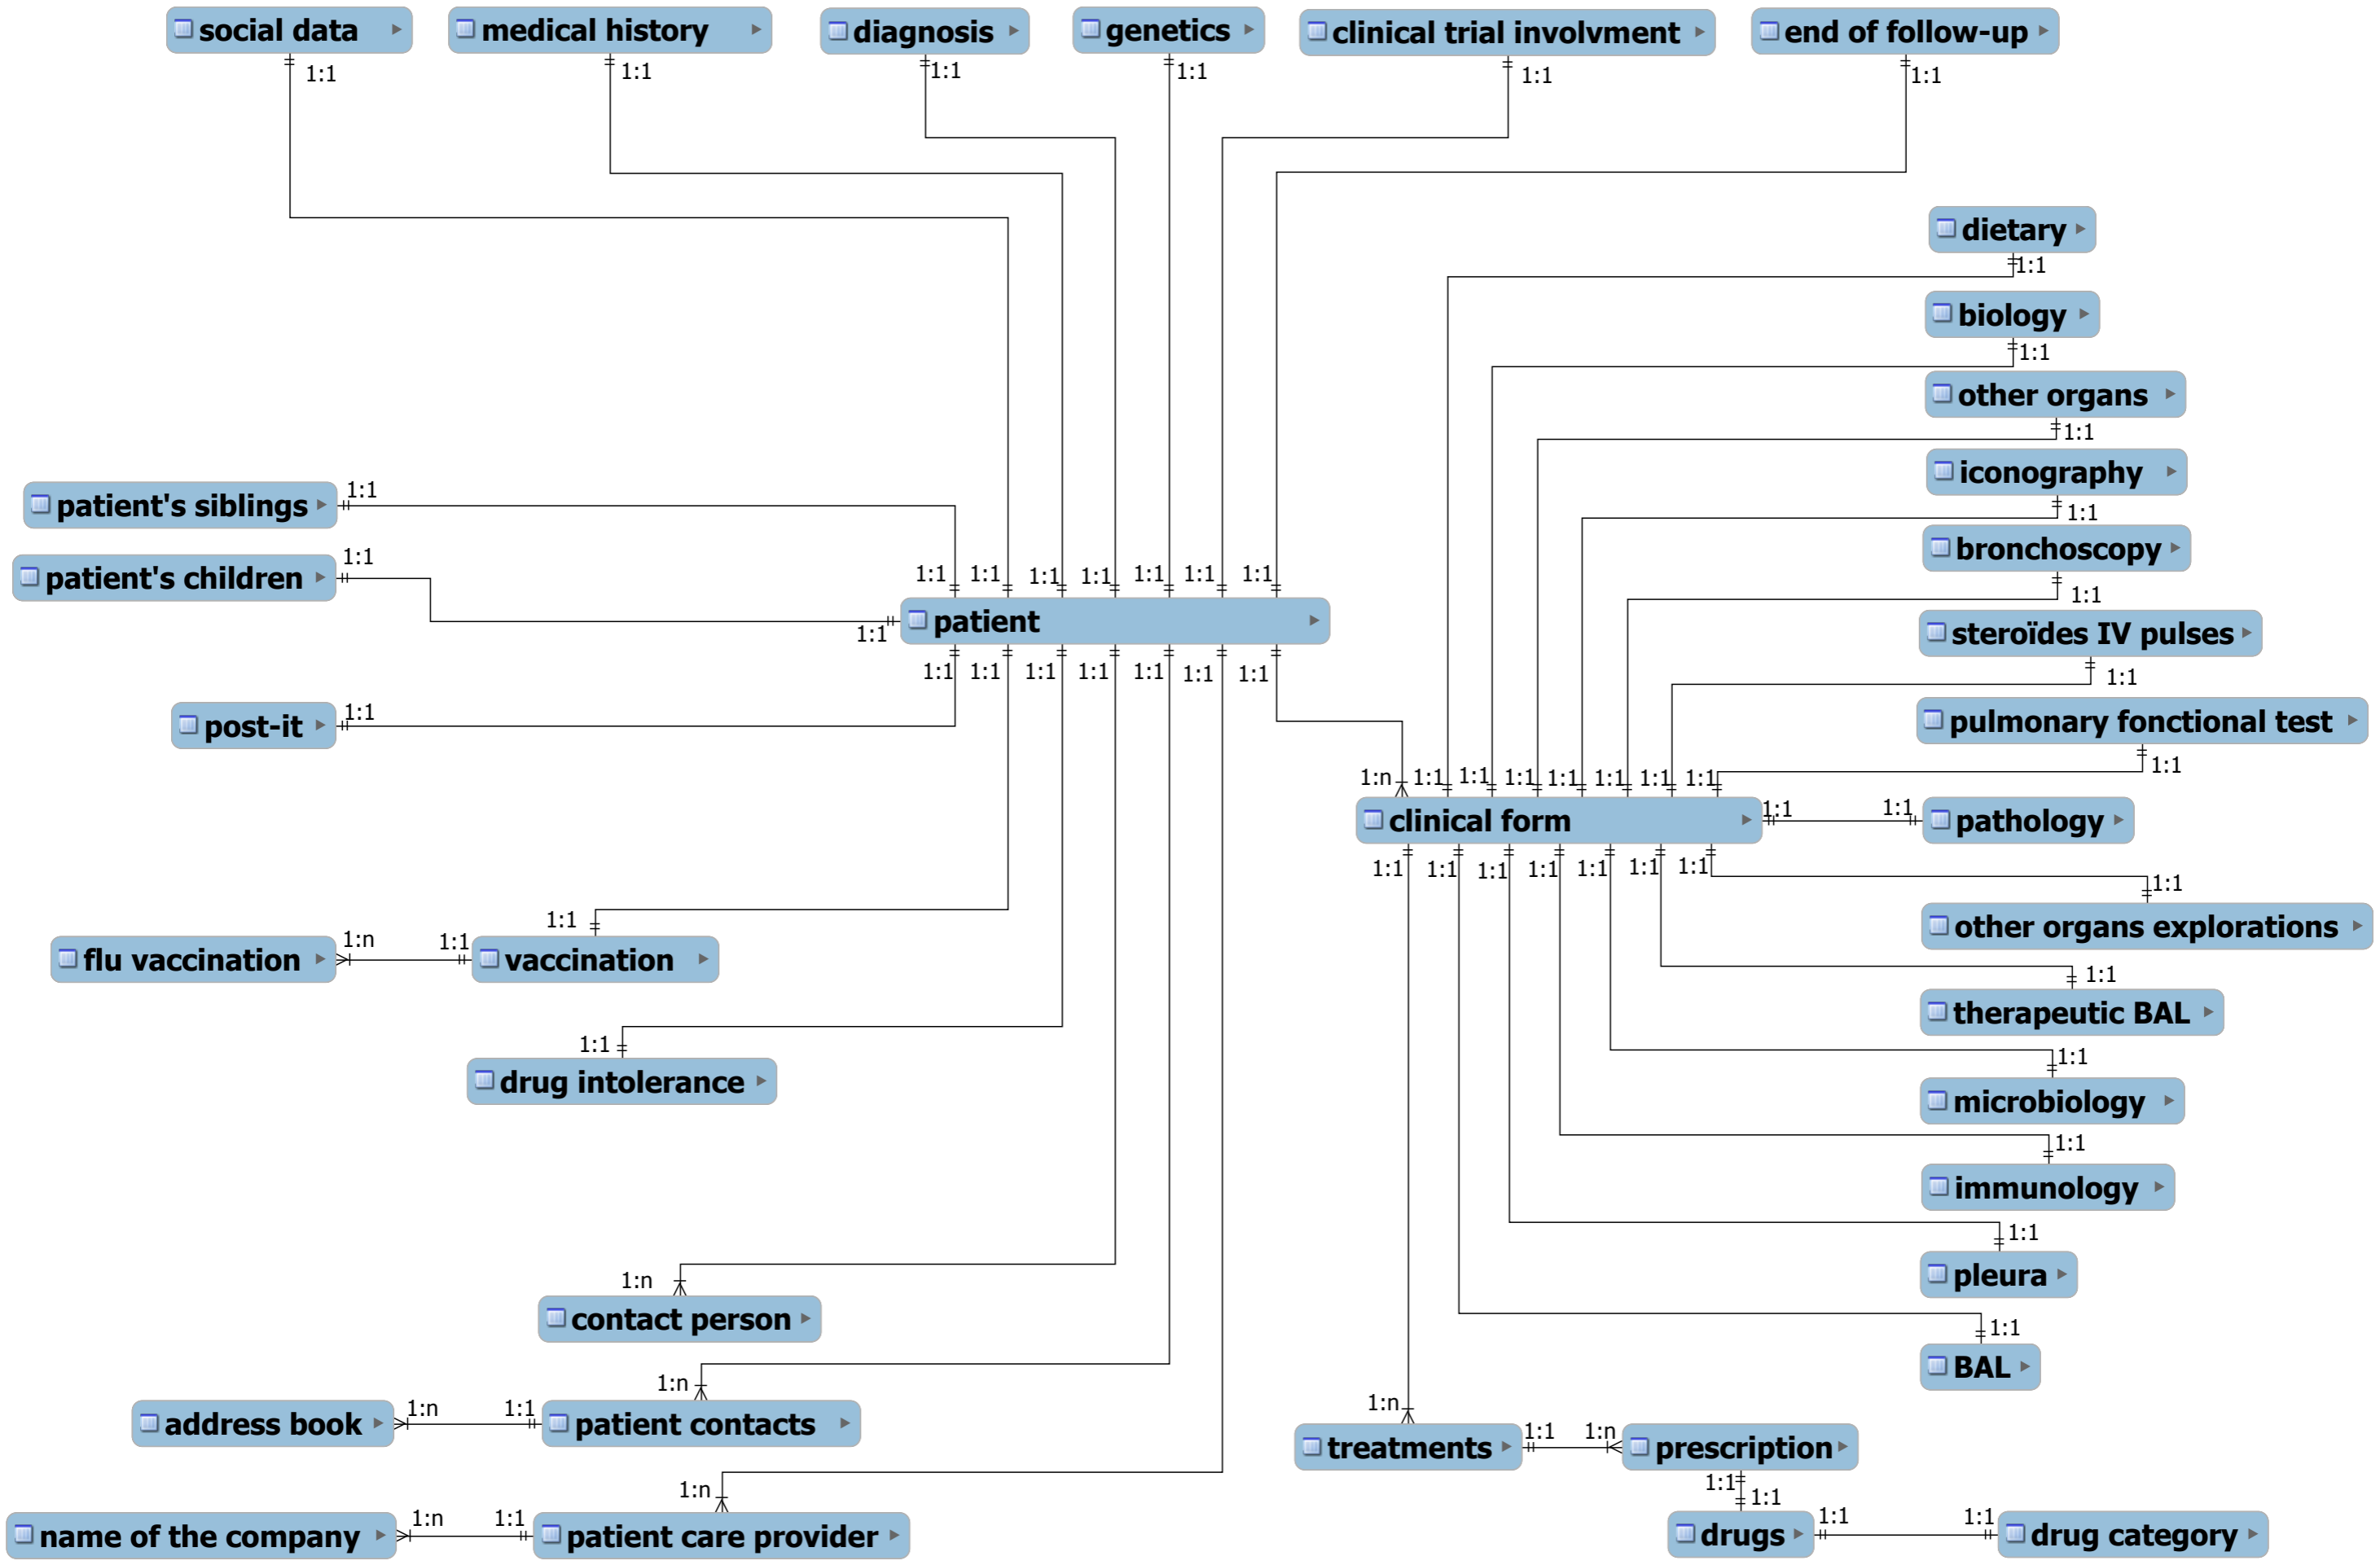 social data
medical history
diagnosis
genetics
clinical trial involvment
end of follow-up
1:1
1:1
1:1
1:1
1:1
1:1
dietary
1:1
biology
1:1
other organs
1:1
iconography
1:1
bronchoscopy
1:1
steroïdes IV pulses
1:1
pulmonary fonctional test
1:1
patient's siblings
1:1
patient's children
1:1
1:1
1:1
1:1
1:1
1:1
1:1
1:1
patient
1:1
1:1
1:1
1:1
1:1
1:1
1:1
1:1
post-it
1:1
1:n
1:1
1:1
1:1
1:1
1:1
1:1
1:1
clinical form
1:1
1:1
pathology
1:1
1:1
1:1
1:1
1:1
1:1
1:1
1:1
other organs explorations
1:1
therapeutic BAL
1:1
microbiology
1:1
immunology
1:1
pleura
1:1
BAL
1:1
flu vaccination
1:n
1:1
vaccination
1:1
drug intolerance
1:n
contact person
1:n
address book
1:n
1:1
patient contacts
1:n
name of the company
1:n
1:1
patient care provider
1:n
treatments
1:1
1:n
prescription
1:1
1:1
drugs
1:1
1:1
drug category